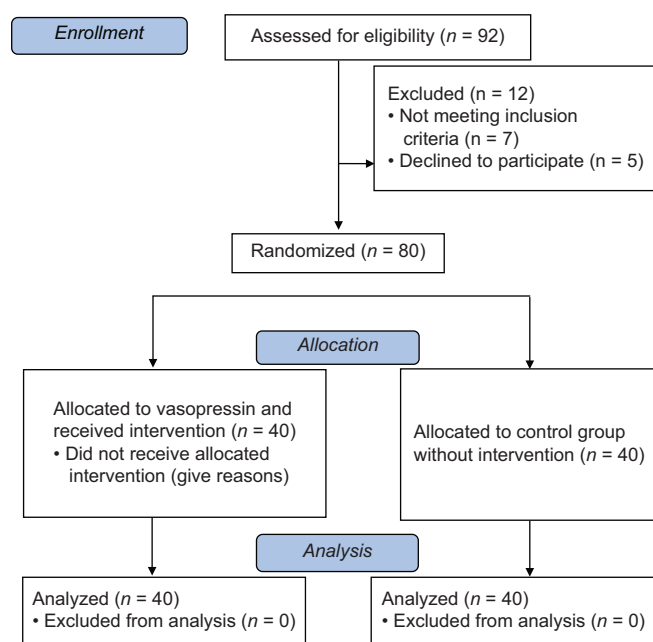 Enrollment
Assessed for eligibility (n = 92)
Excluded (n = 12)
• Not meeting inclusion
criteria (n = 7)
• Declined to participate (n = 5)
Randomized (n = 80)
Allocation
Allocated to vasopressin and
received intervention (n = 40)
• Did not receive allocated
intervention (give reasons)
Allocated to control group
without intervention (n = 40)
Analysis
Analyzed (n = 40)
• Excluded from analysis (n = 0)
Analyzed (n = 40)
• Excluded from analysis (n = 0)